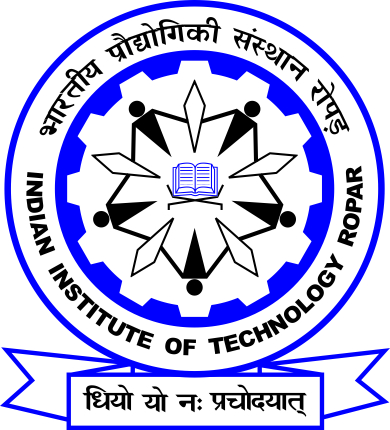 भारतीय प्रौद्योगिकी संस्थान रोपड़
INDIAN INSTITUTE OF TECHNOLOGY ROPAR
धियो यो नः प्रचोदयात्